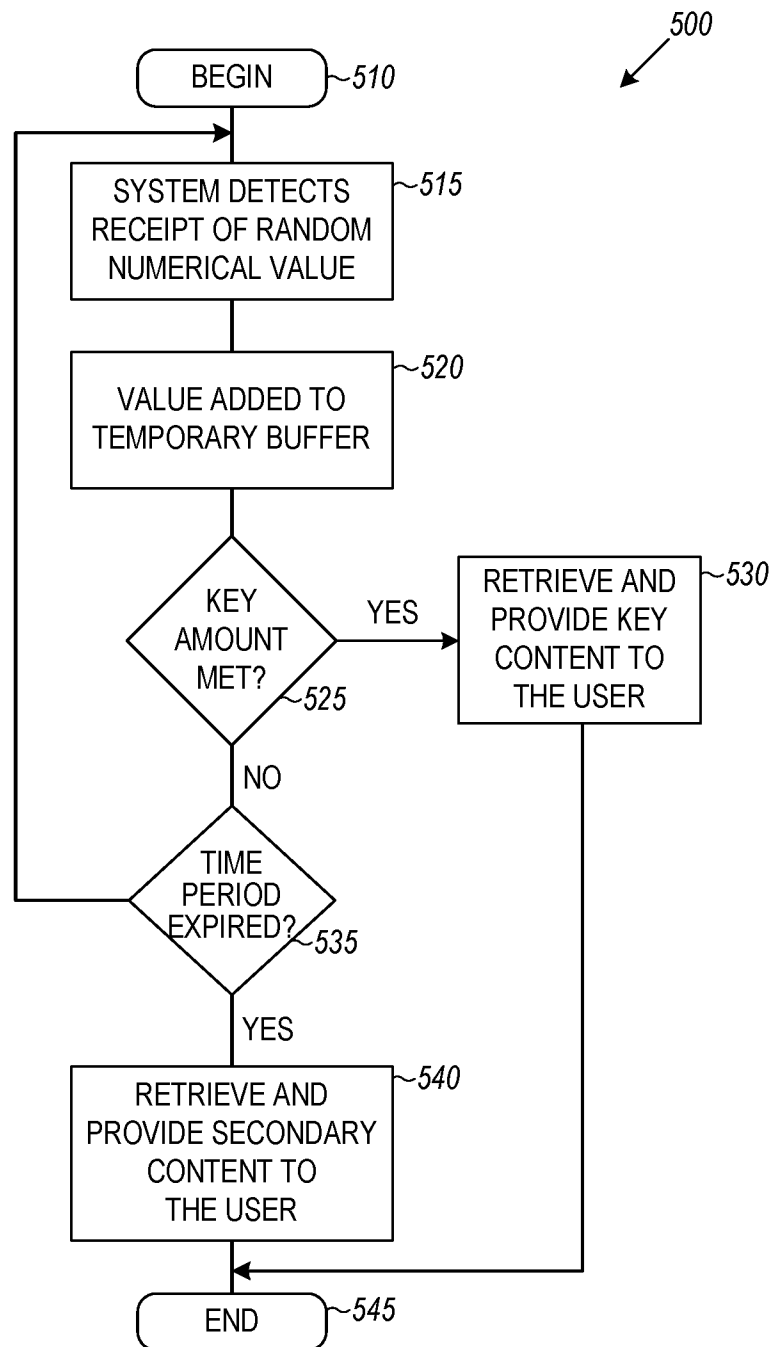 500
BEGIN
510
SYSTEM DETECTS
RECEIPT OF RANDOM
NUMERICAL VALUE
515
VALUE ADDED TO
TEMPORARY BUFFER
520
KEY
AMOUNT
MET?
525
YES
RETRIEVE AND
PROVIDE KEY
CONTENT TO
THE USER
530
NO
TIME
PERIOD
EXPIRED?
535
YES
RETRIEVE AND
PROVIDE SECONDARY
CONTENT TO
THE USER
540
END
545